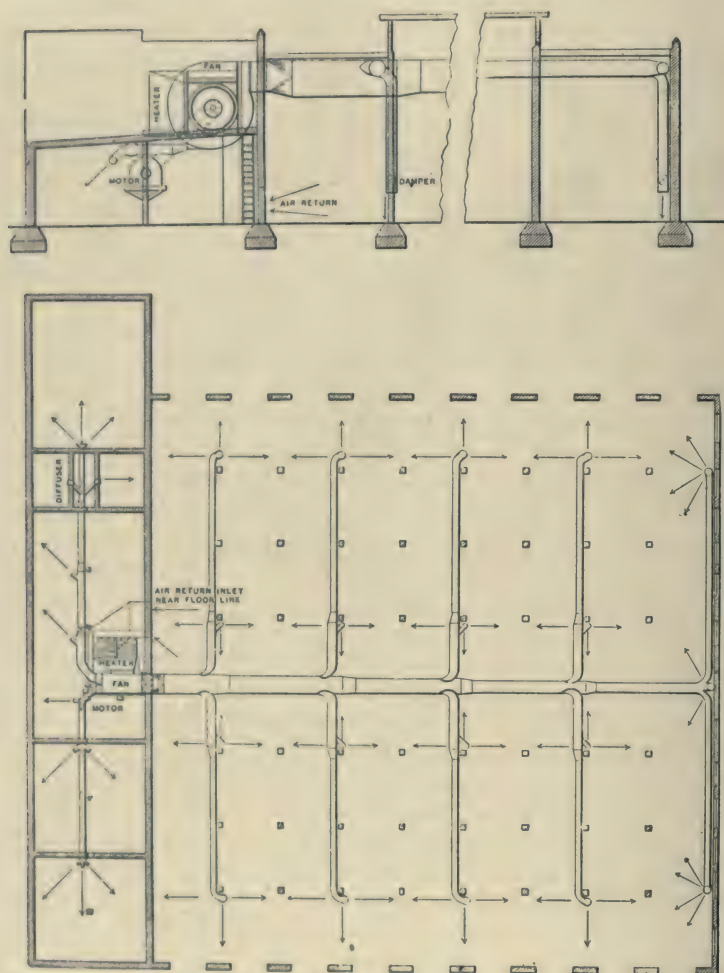 FAN
HEATER
MOTOR
DAMPER
AIR RETURN
DIFFUSER
AIR RETURN INLET
NEAR FLOOR LINE
HEATER
FAN
MOTOR